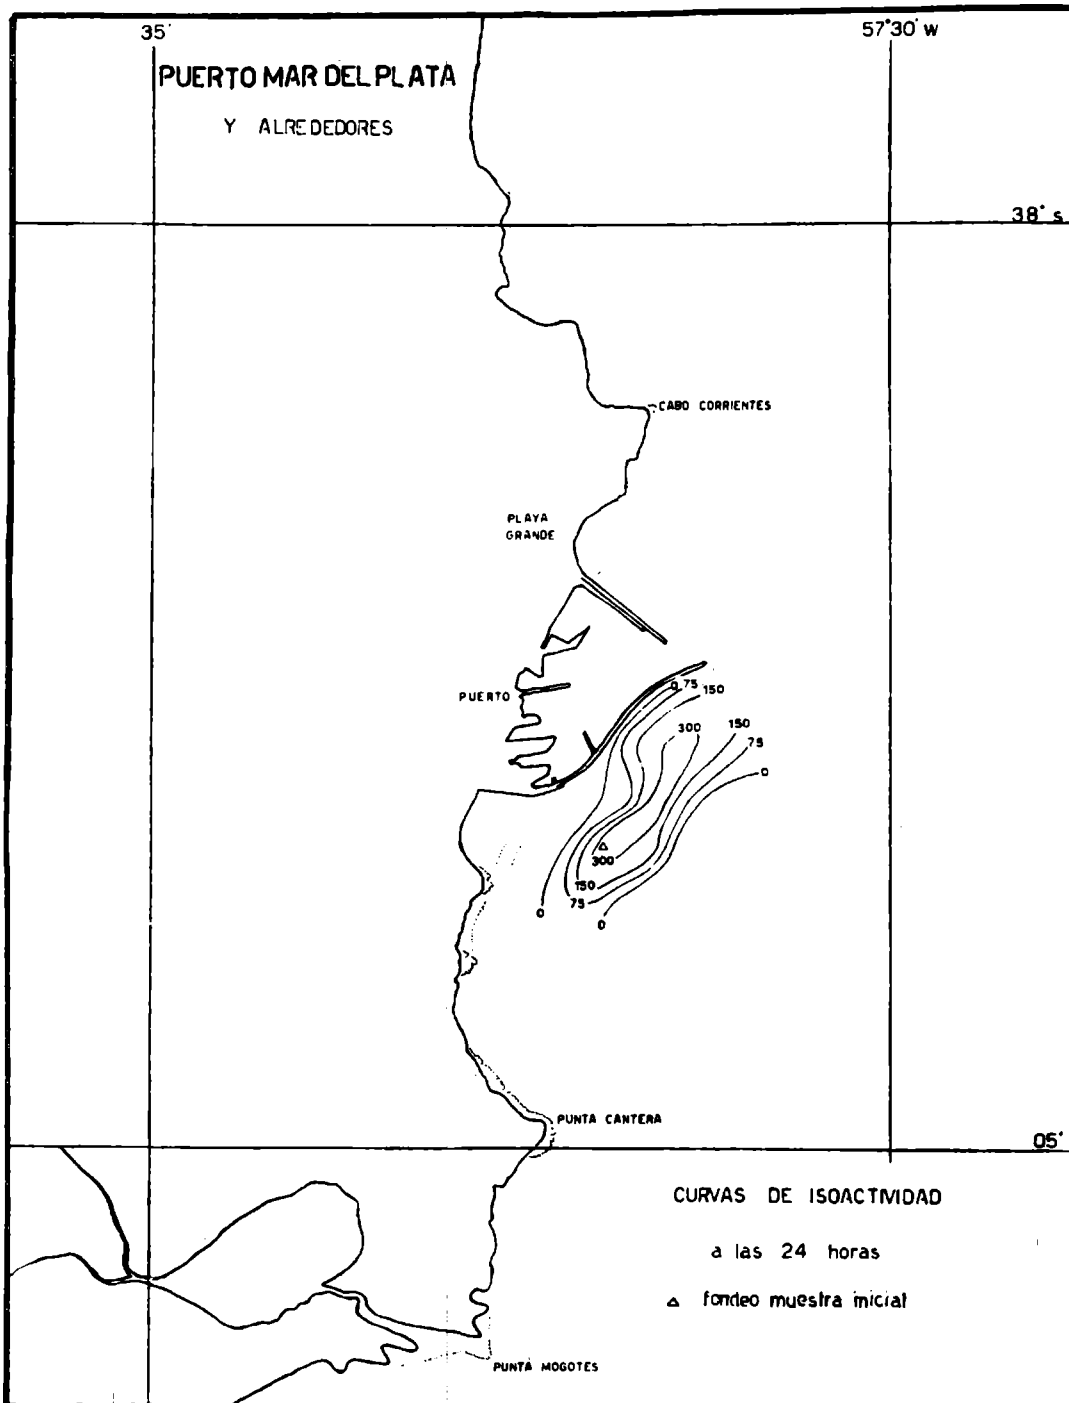 35'
57°30' W
PUERTO MAR DEL PLATA
Y ALREDEDORES
38° S
CABO CORRIENTES
PLAYA
GRANDE
PUERTO
0
75
150
300
150
75
0
300
150
75
0
0
PUNTA CANTERA
05'
CURVAS DE ISOACTIVIDAD
a las 24 horas
△ fondeo muestra inicial
PUNTA MOGOTES